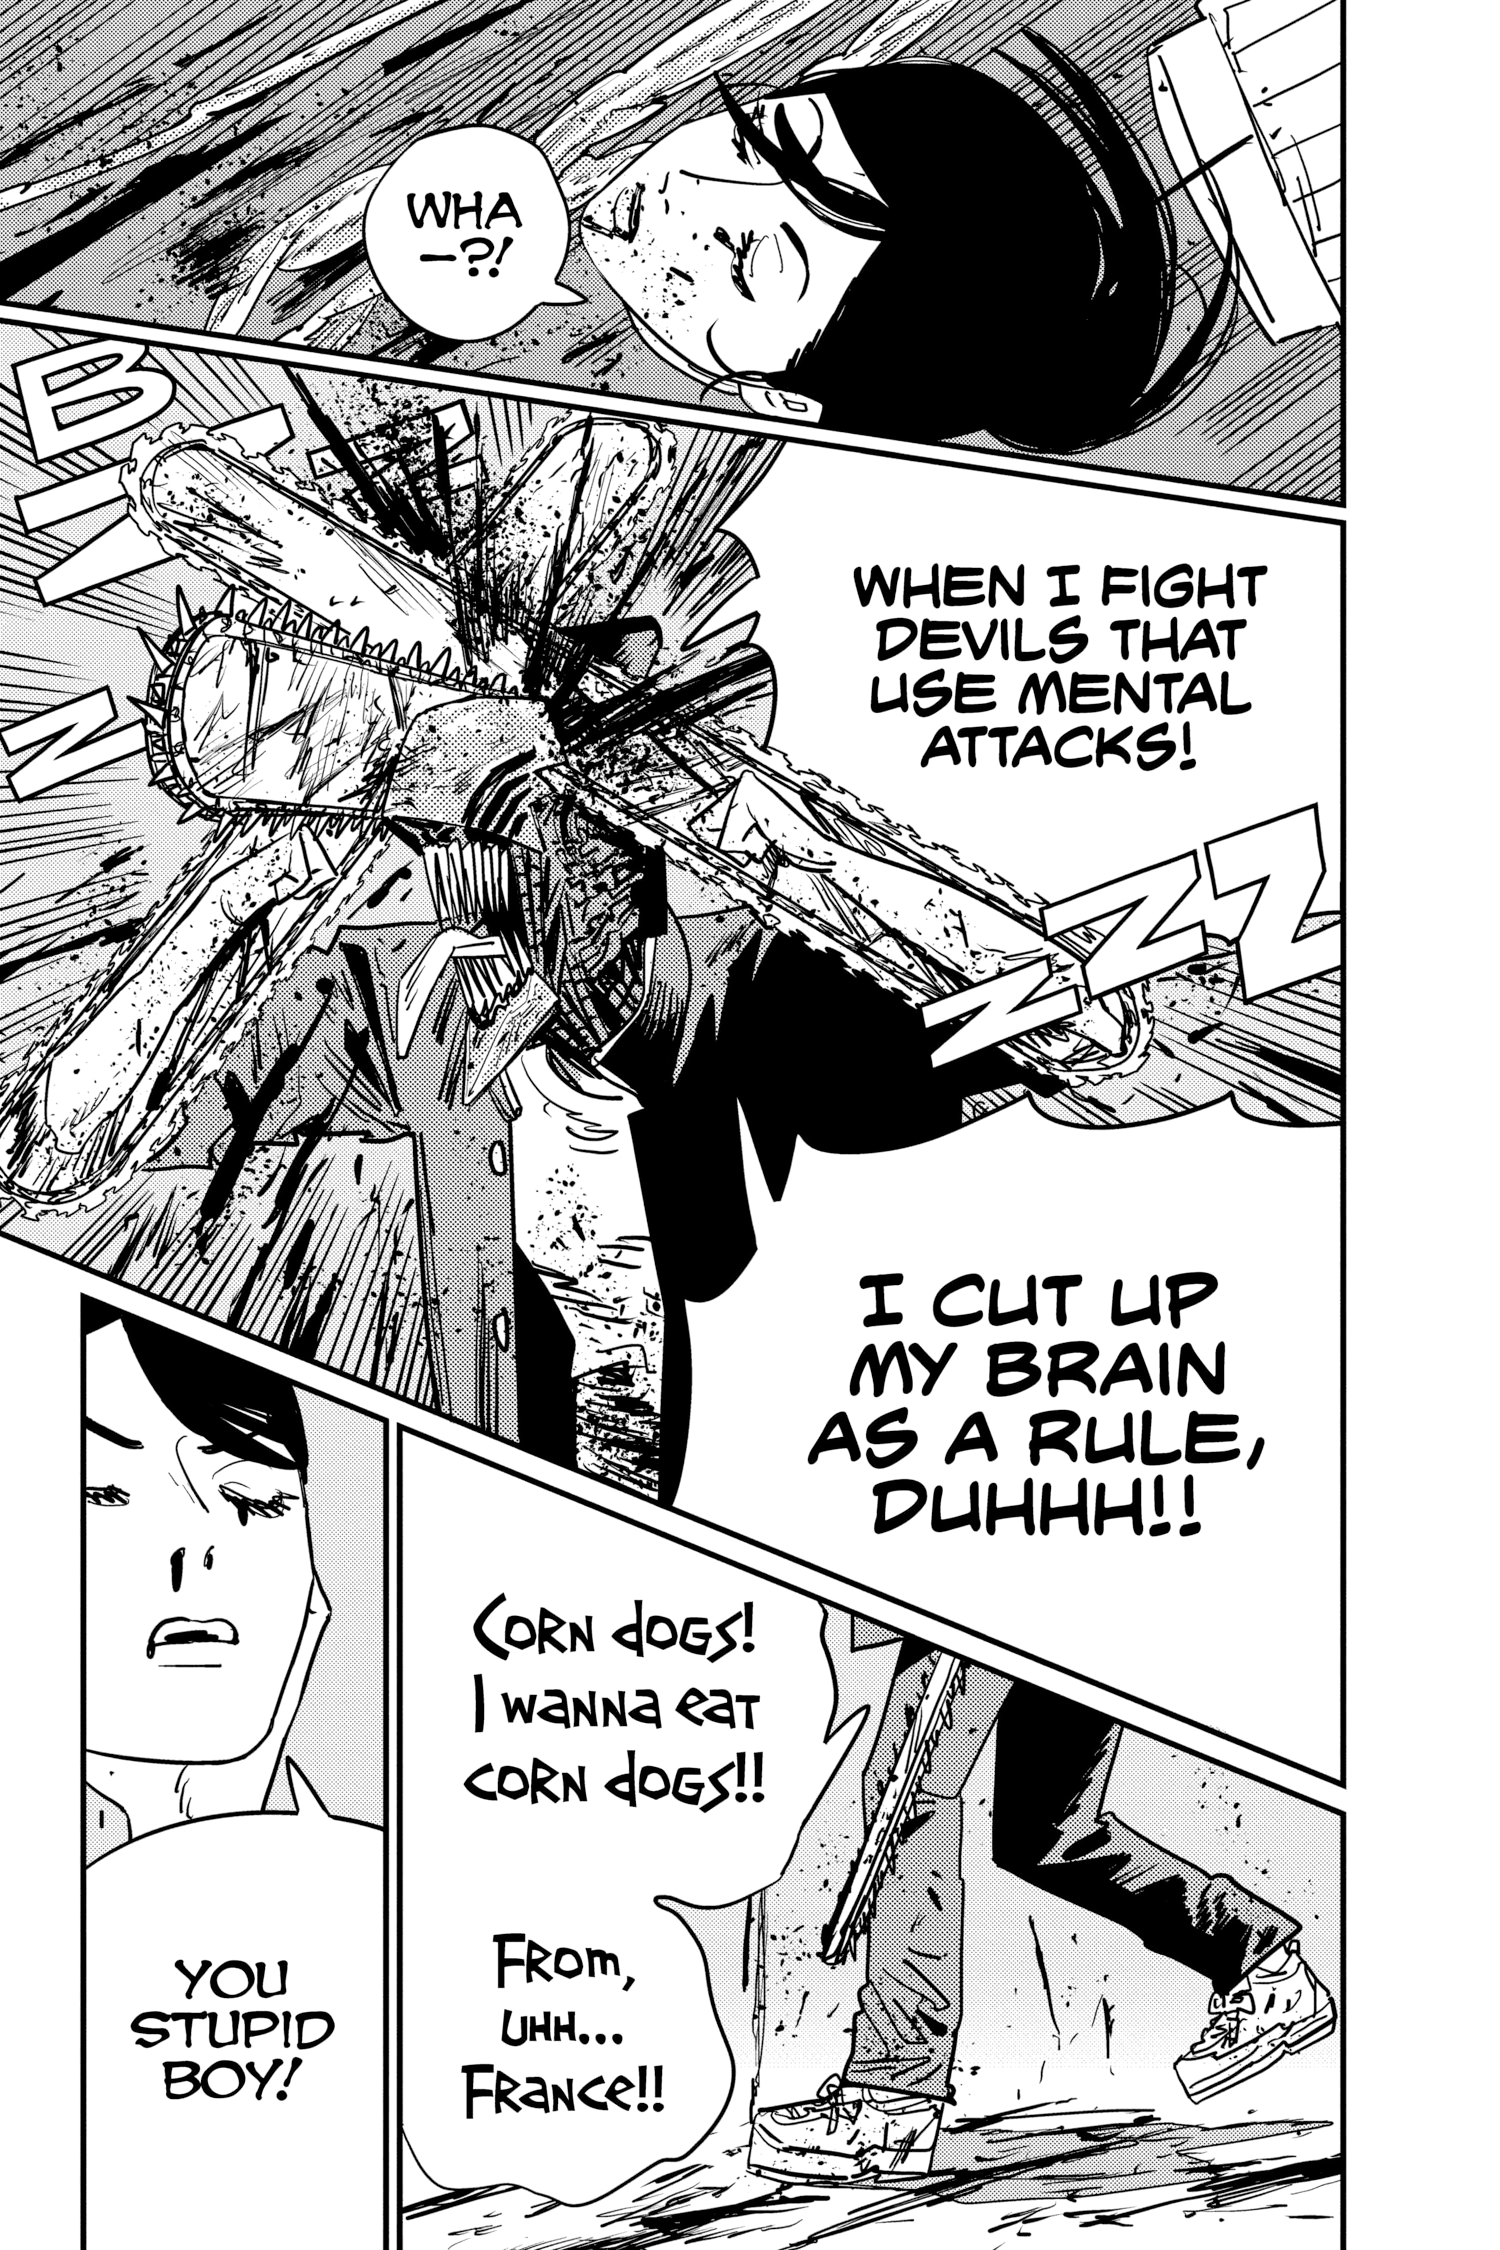 WHA
—?!
WHEN I FIGHT
DEVILS THAT
USE MENTAL
ATTACKS!
BZZZZZZ
I CUT UP
MY BRAIN
AS A RULE,
DUHHH!!
Corn dogs!
I wanna eat
corn dogs!!
From,
uhh...
France!!
YOU
STUPID
BOY!